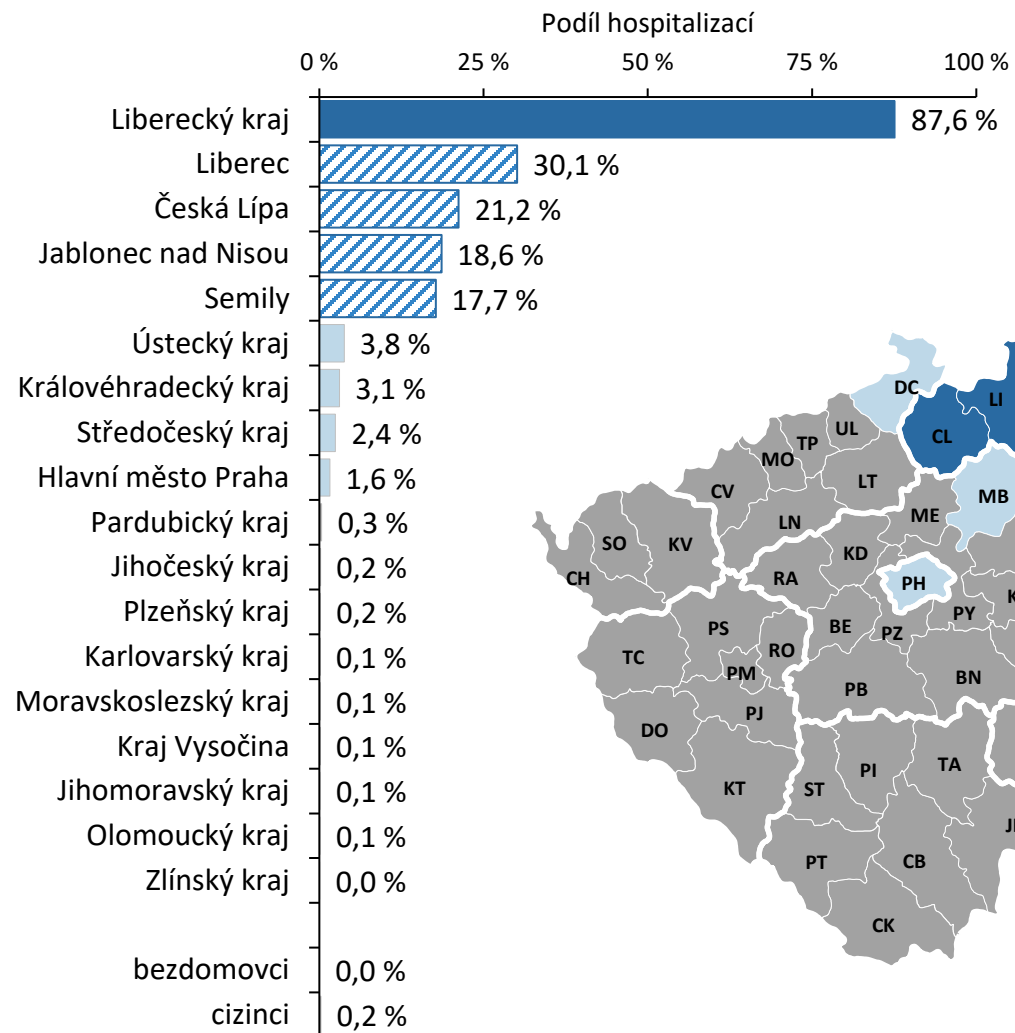 Podíl hospitalizací
0 % 25 % 50 % 75 % 100 %
Liberecký kraj 87,6 %
Liberec 30,1 %
Česká Lípa 21,2 %
Jablonec nad Nisou 18,6 %
Semily 17,7 %
Ústecký kraj 3,8 %
Královéhradecký kraj 3,1 %
Středočeský kraj 2,4 %
Hlavní město Praha 1,6 %
Pardubický kraj 0,3 %
Jihočeský kraj 0,2 %
Plzeňský kraj 0,2 %
Karlovarský kraj 0,1 %
Moravskoslezský kraj 0,1 %
Kraj Vysočina 0,1 %
Jihomoravský kraj 0,1 %
Olomoucký kraj 0,1 %
Zlínský kraj 0,0 %
bezdomovci 0,0 %
cizinci 0,2 %
DC LI
UL CL
TP
MO
CV LT MB
LN ME
SO KV KD
CH RA PH
PY
PS BE PZ
TC RO
PM PB BN
PJ
DO
KT ST PI TA
PT CB
CK